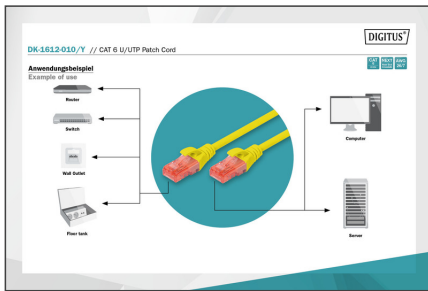 DIGITUS®
DK-1612-010/Y // CAT 6 U/UTP Patch Cord
Anwendungsbeispiel
Example of use
Router
Switch
Wall Outlet
Floor tank
Computer
Server